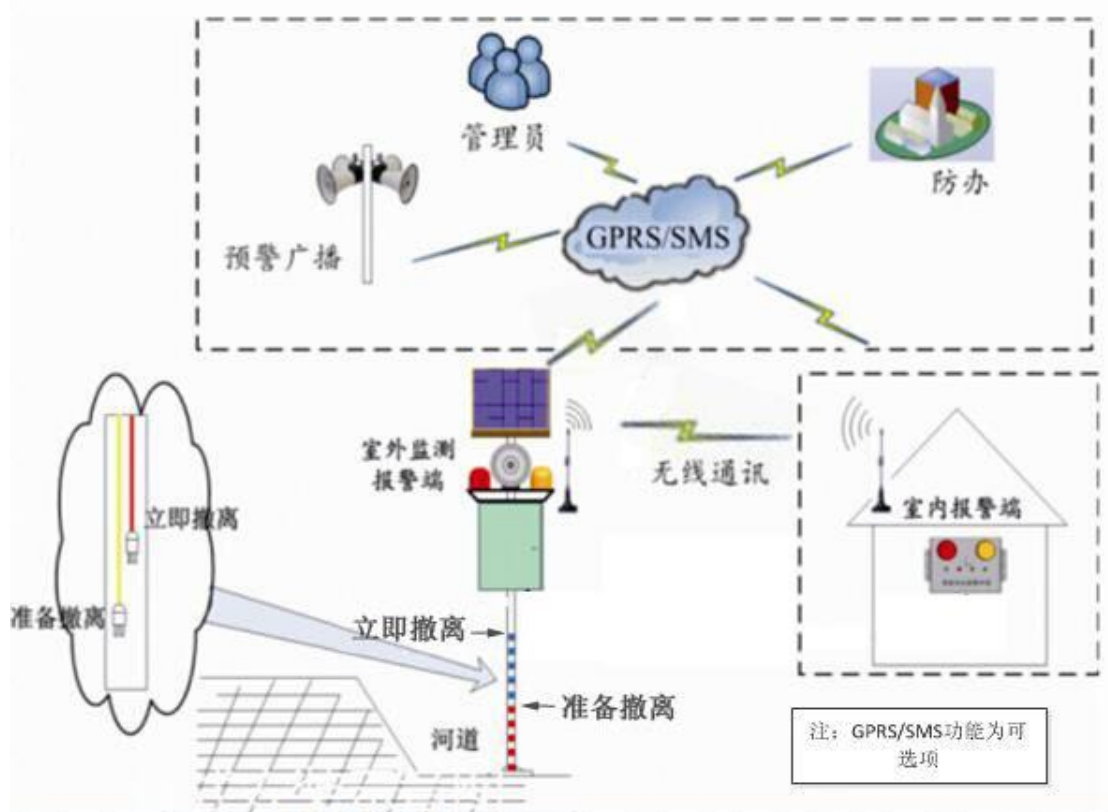 管理员
防办
预警广播
GPRS/SMS
室外监测
报警端
无线通讯
室内报警端
立即撤离
准备撤离
立即撤离
准备撤离
河道
注：GPRS/SMS功能为可
选项